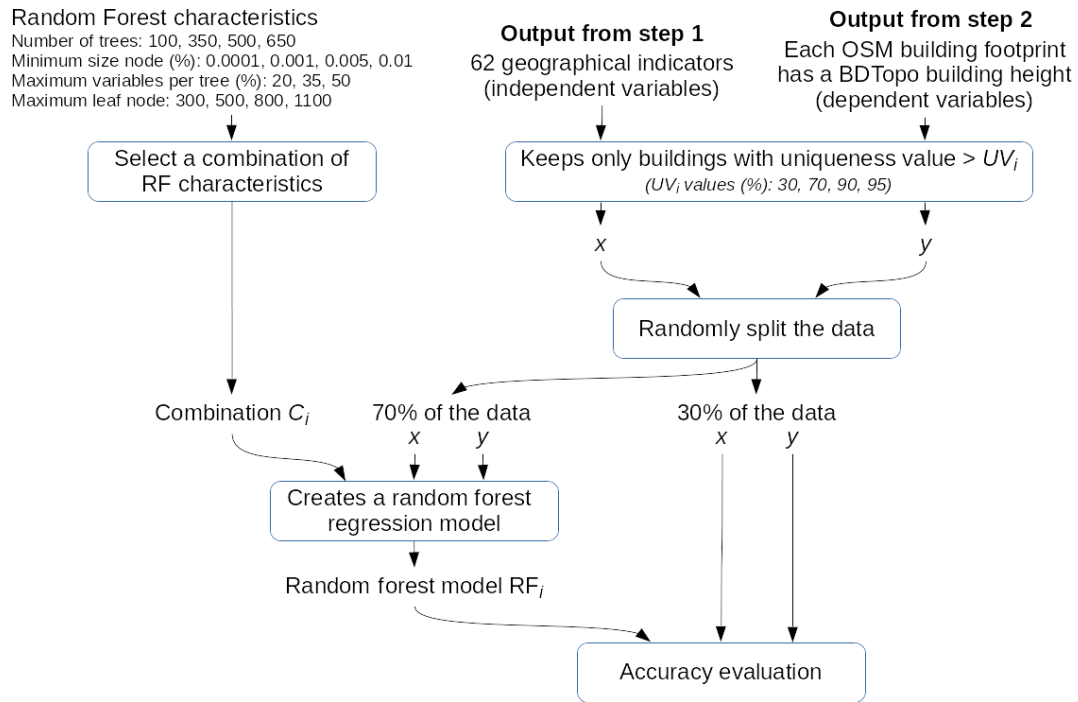 Random Forest characteristics
Number of trees: 100, 350, 500, 650
Minimum size node (%): 0.0001, 0.001, 0.005, 0.01
Maximum variables per tree (%): 20, 35, 50
Maximum leaf node: 300, 500, 800, 1100
Output from step 1
62 geographical indicators
(independent variables)
Output from step 2
Each OSM building footprint
has a BDTopo building height
(dependent variables)
Select a combination of
RF characteristics
Keeps only buildings with uniqueness value > UVi
(UVi values (%): 30, 70, 90, 95)
x
y
Randomly split the data
Combination Ci
70% of the data
x y
30% of the data
x y
Creates a random forest
regression model
Random forest model RFi
Accuracy evaluation